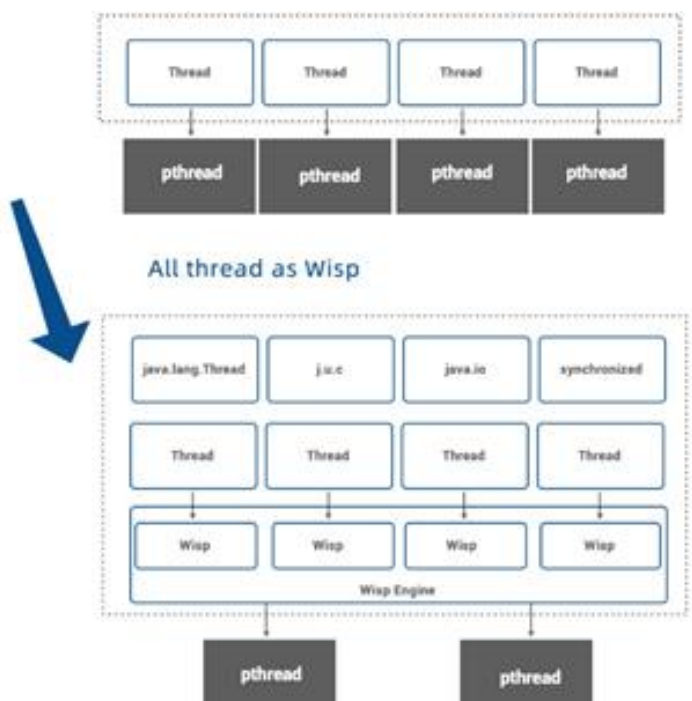 Thread Thread Thread Thread
pthread pthread pthread pthread
All thread as Wisp
java.lang.Thread j.u.c java.io synchronized
Thread Thread Thread Thread
Wisp Wisp Wisp Wisp
Wisp Engine
pthread pthread